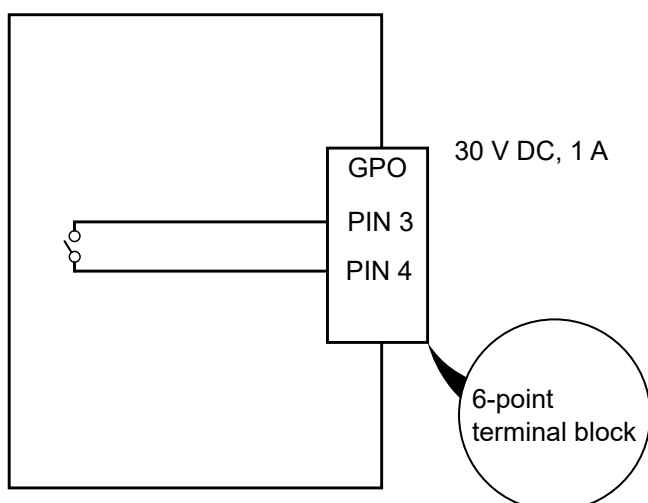 GPO
30 V DC, 1 A
PIN 3
PIN 4
6-point
terminal block